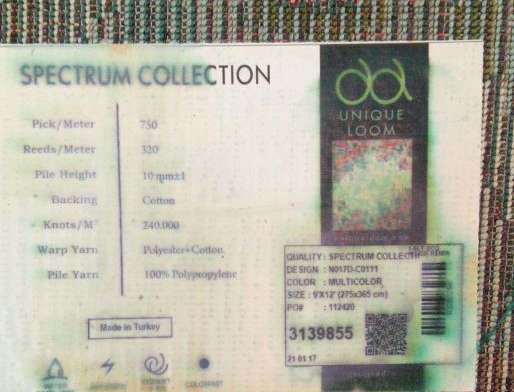 SPECTRUM COLLECTION
Pick/Meter 750
Reeds/Meter 320
Pile Height 10 mm±1
Backing Cotton
Knots/M 240.000
Warp Yarn Polyester+Cotton
Pile Yarn 100% Polypropylene
Made in Turkey
COLORFAST
UNIQUE
LOOM
QUALITY: SPECTRUM COLLECTION
DESIGN : N017D-C0111
COLOR : MULTICOLOR
SIZE : 9'X12' (275x365 cm)
PO# : 112420
3139855
21 01 17